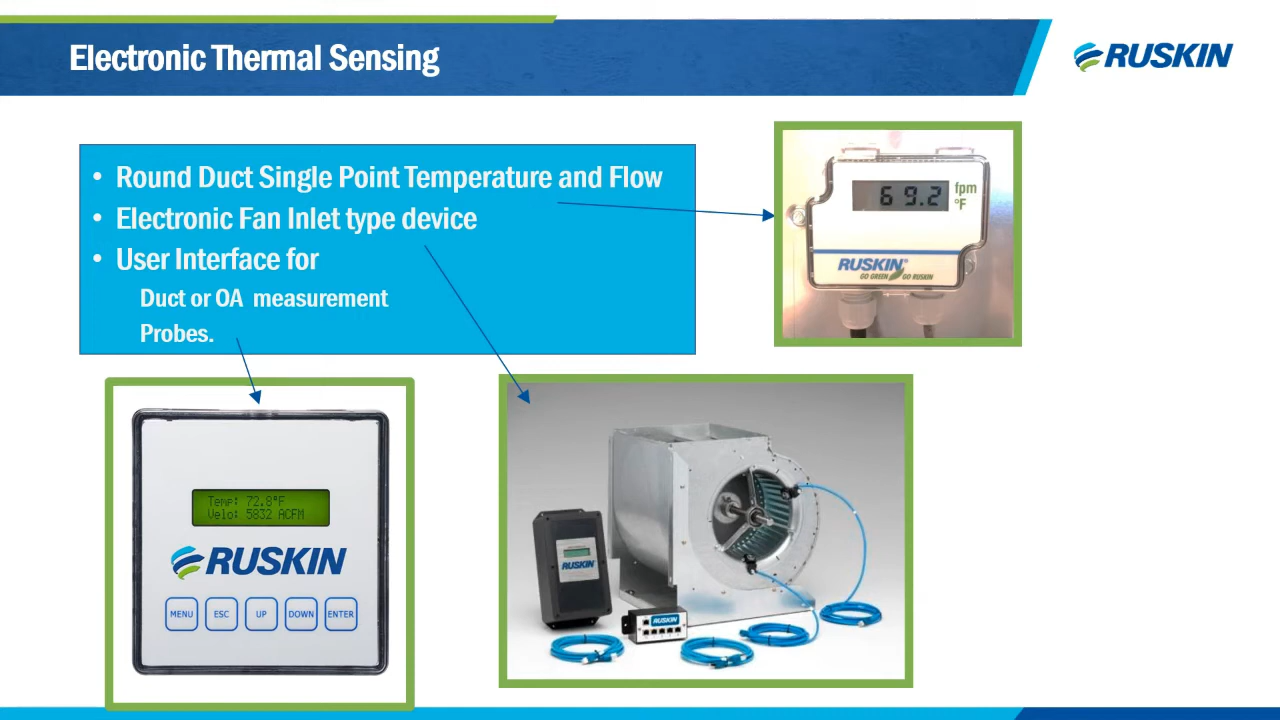 Electronic Thermal Sensing
RUSKIN
• Round Duct Single Point Temperature and Flow
• Electronic Fan Inlet type device
• User Interface for
Duct or OA measurement
Probes.
69.2 fpm
°F
RUSKIN®
GO GREEN GO RUSKIN
Temp: 72.8°F
Velo: 5832 ACFM
RUSKIN
MENU ESC UP DOWN ENTER
RUSKIN
RUSKIN